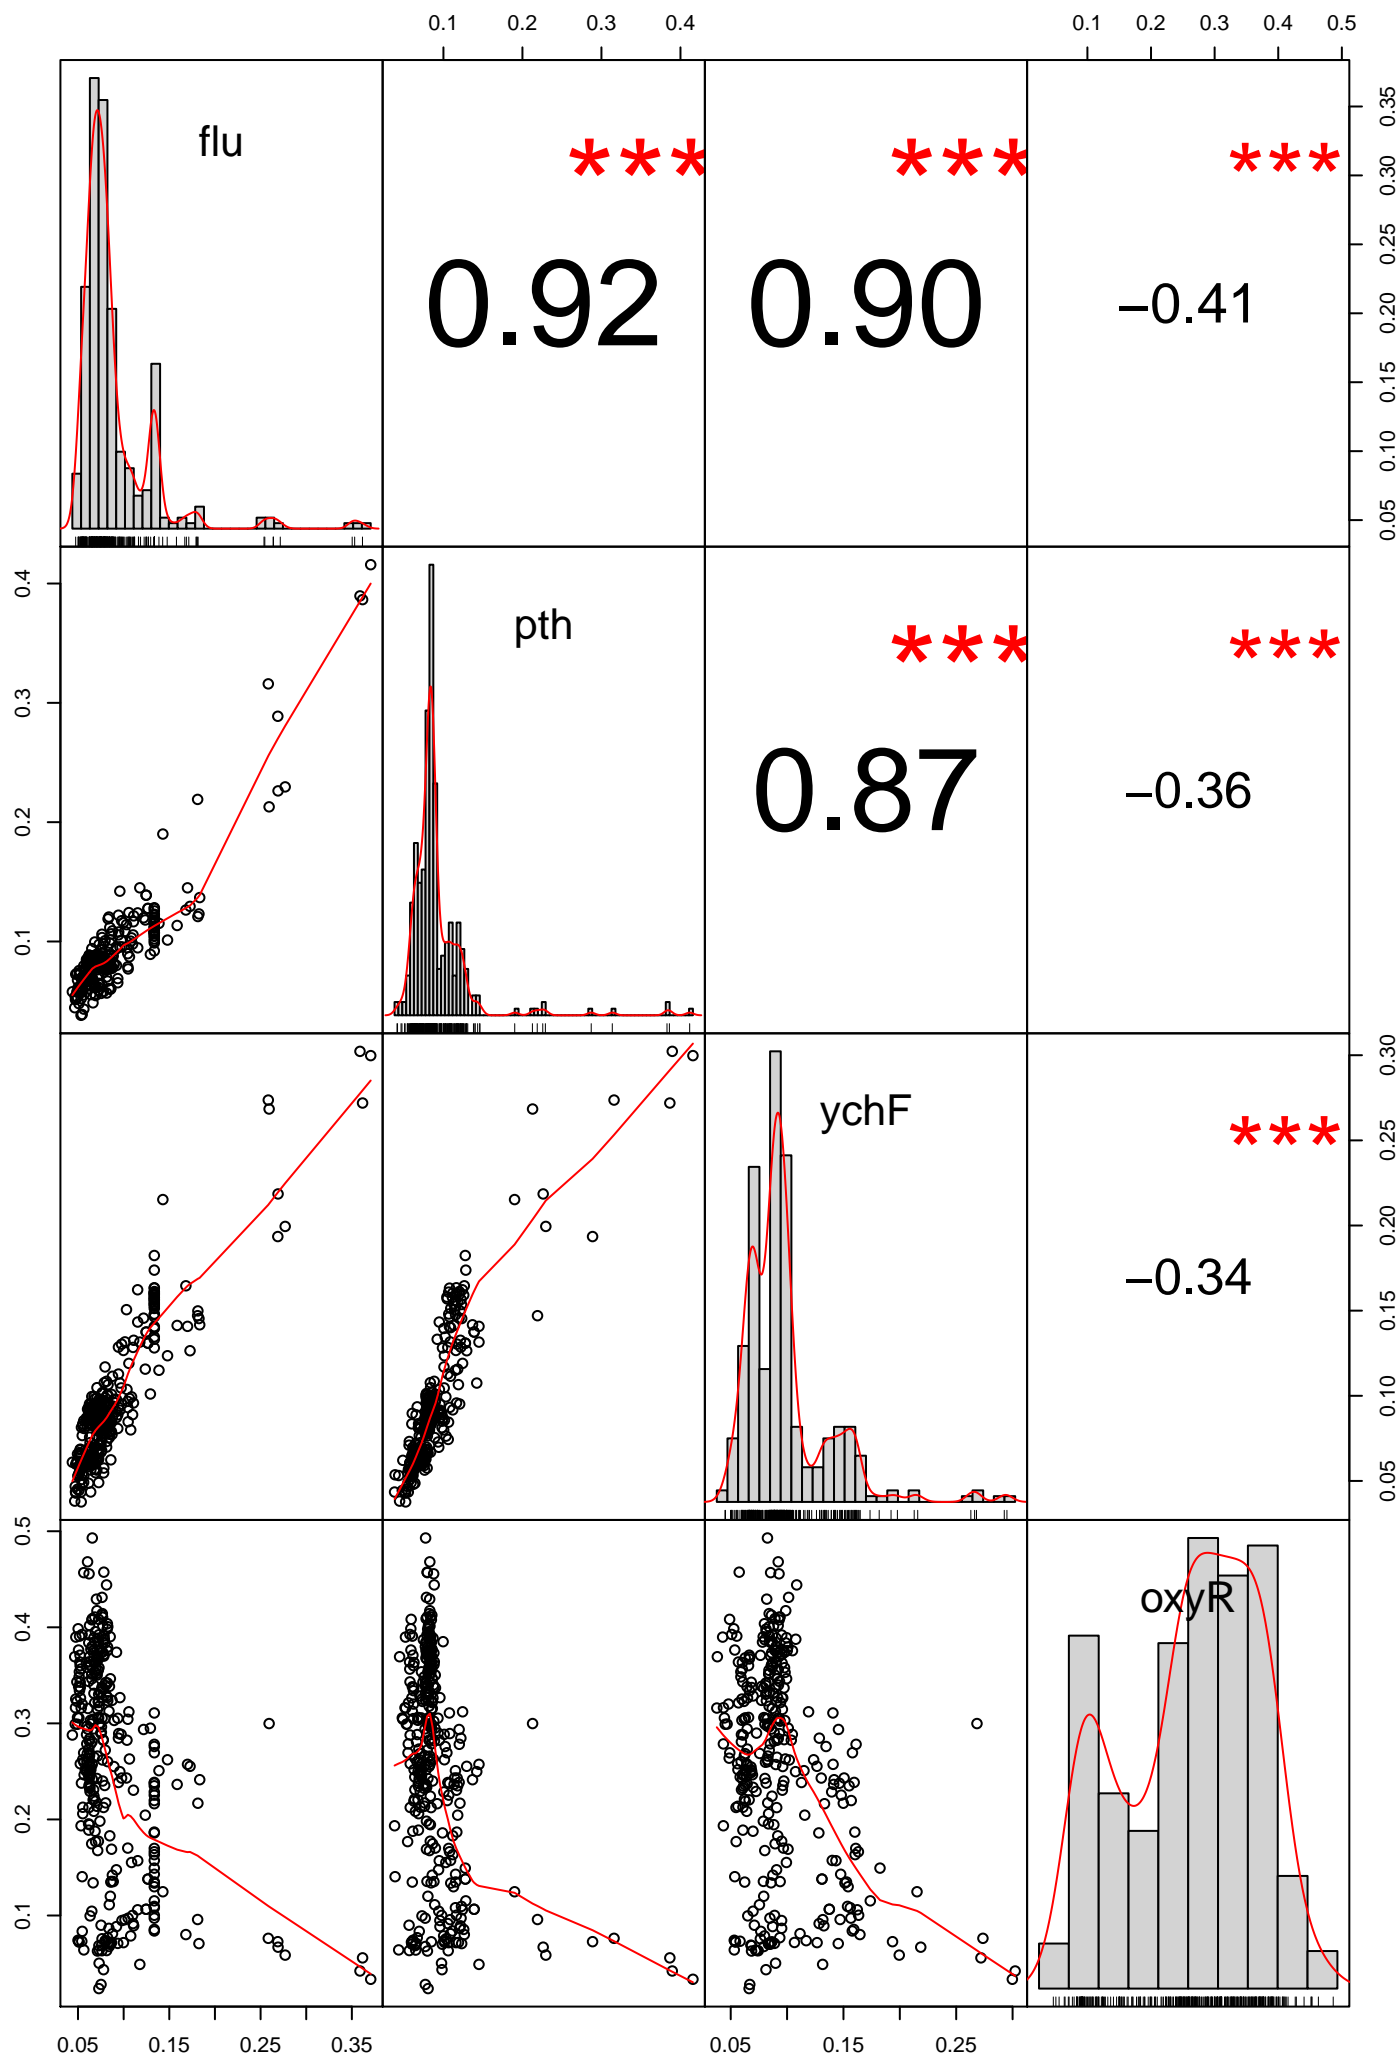 0.1 0.2 0.3 0.4 0.1 0.2 0.3 0.4 0.5
flu *** *** ***
0.92 0.90 −0.41
0.05 0.10 0.15 0.20 0.25 0.30 0.35
0.1 0.2 0.3 0.4
pth *** ***
0.87 −0.36
ychF ***
−0.34
0.05 0.10 0.15 0.20 0.25 0.30
0.1 0.2 0.3 0.4 0.5
oxyR
0.05 0.15 0.25 0.35 0.05 0.15 0.25